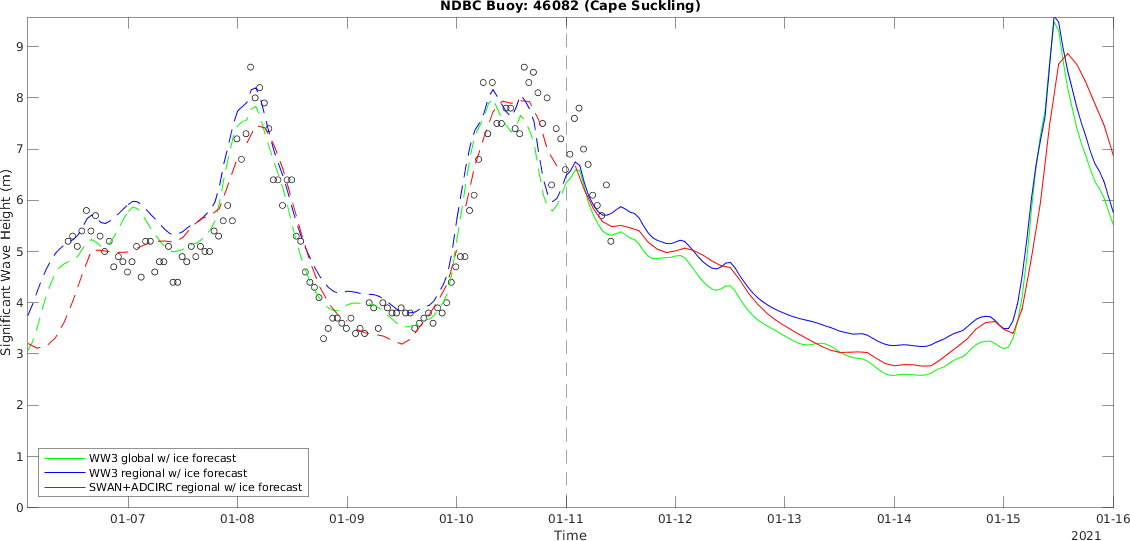 NDBC Buoy: 46082 (Cape Suckling)
Significant Wave Height (m)
9
8
7
6
5
4
3
2
1
0
WW3 global w/ ice forecast
WW3 regional w/ ice forecast
SWAN+ADCIRC regional w/ ice forecast
01-07 01-08 01-09 01-10 01-11 01-12 01-13 01-14 01-15 01-16
Time
2021